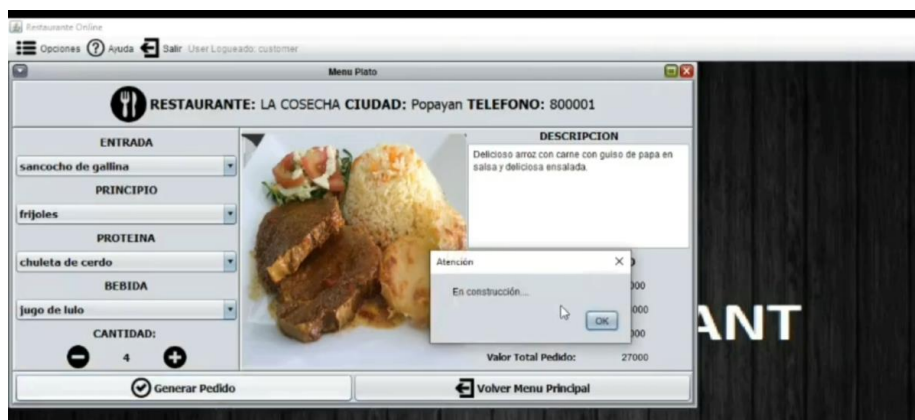 Restaurante Online
Opciones Ayuda Salir User Logueado: customer
Menu Plato
RESTAURANTE: LA COSECHA CIUDAD: Popayan TELEFONO: 800001
ENTRADA
sancocho de gallina
PRINCIPIO
frijoles
PROTEINA
chuleta de cerdo
BEBIDA
jugo de lulo
CANTIDAD:
4
DESCRIPCION
Delicioso arroz con carne con guiso de papa en
salsa y deliciosa ensalada.
Atención
En construcción...
OK
000
000
000
Valor Total Pedido: 27000
Generar Pedido
Volver Menu Principal
ANT